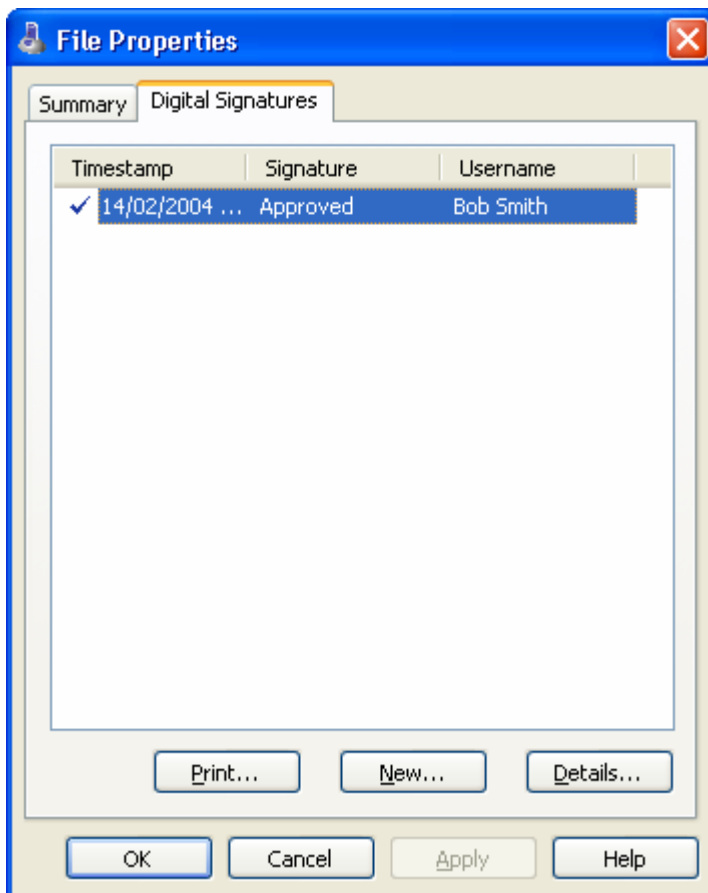 File Properties
Summary Digital Signatures
Timestamp Signature Username
14/02/2004 ... Approved Bob Smith
Print... New... Details...
OK Cancel Apply Help